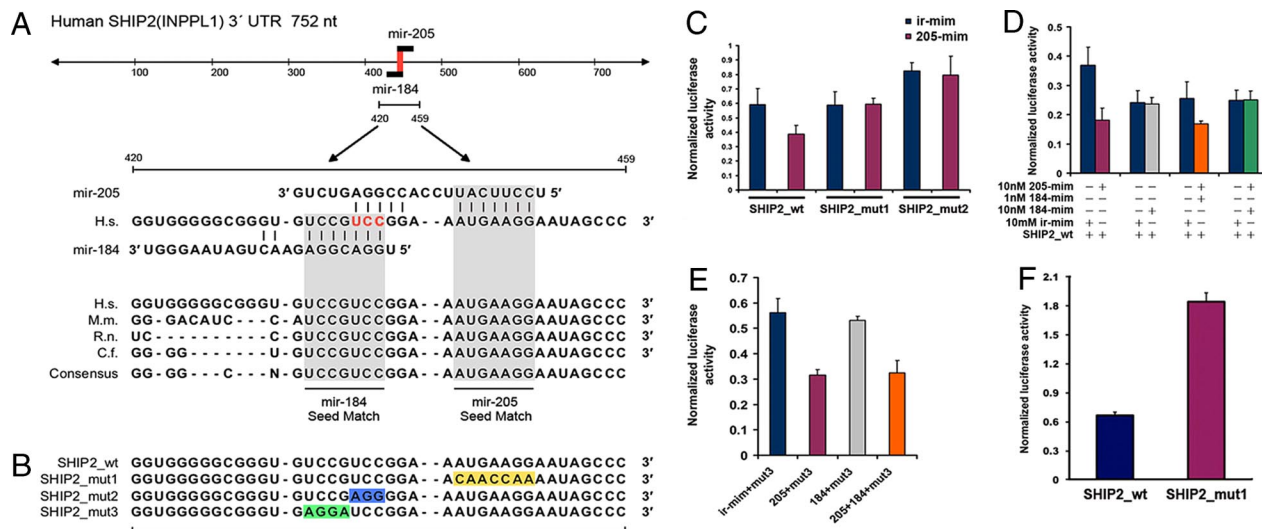 A
Human SHIP2(INPPL1) 3´ UTR 752 nt
mir-205
100 200 300 400 500 600 700
mir-184
420 459
420 459
mir-205 3′ GUCUGAGGCCACCUUACUUCCU 5′
H.s. GGUGGGGGCGGGU-GUCCGUCCGGA--AAUGAAGGAAUAGCCC 3′
mir-184 3′ UGGGAAUAGUCAAGAGGCAGGU 5′
H.s. GGUGGGGGCGGGU-GUCCGUCCGGA--AAUGAAGGAAUAGCCC 3′
M.m. GG-GACAUC---C-AUCCGUCCGGA--AAUGAAGGAAUAGCCC 3′
R.n. UC--------C-GUCCGUCCGGA--AAUGAAGGAAUAGCCC 3′
C.f. GG-GG-----U-GUCCGUCCGGA--AAUGAAGGAAUAGCCC 3′
Consensus GG-GG---C--N-GUCCGUCCGGA--AAUGAAGGAAUAGCCC
mir-184 Seed Match
mir-205 Seed Match
B
SHIP2_wt GGUGGGGGCGGGU-GUCCGUCCGGA--AAUGAAGGAAUAGCCC 3′
SHIP2_mut1 GGUGGGGGCGGGU-GUCCGUCCGGA--ACAACCAAAAUAGCCC 3′
SHIP2_mut2 GGUGGGGGCGGGU-GUCCGAGGGGA--AAUGAAGGAAUAGCCC 3′
SHIP2_mut3 GGUGGGGGCGGGU-GAGGAUCCGGA--AAUGAAGGAAUAGCCC 3′
C
ir-mim
205-mim
Normalized luciferase activity
1
0.9
0.8
0.7
0.6
0.5
0.4
0.3
0.2
0.1
0
SHIP2_wt SHIP2_mut1 SHIP2_mut2
D
Normalized luciferase activity
0.5
0.4
0.3
0.2
0.1
0
10nM 205-mim − + − − − + − +
1nM 184-mim − − − − − + − −
10nM 184-mim − − − + − − − +
10mM ir-mim + − + − + − + −
SHIP2_wt + + + + + + + +
E
Normalized luciferase activity
0.7
0.6
0.5
0.4
0.3
0.2
0.1
0
ir-mim+mut3 205+mut3 184+mut3 205+184+mut3
F
Normalized luciferase activity
2.1
1.8
1.5
1.2
0.9
0.6
0.3
0
SHIP2_wt SHIP2_mut1